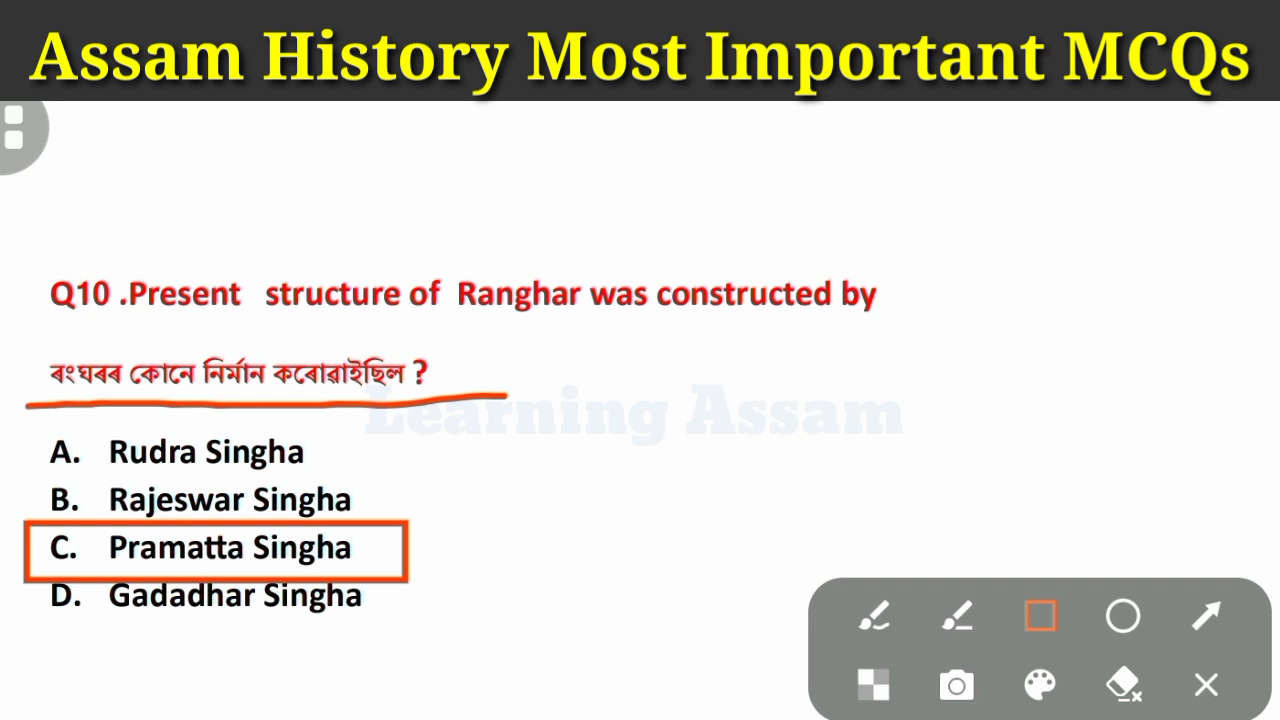 Assam History Most Important MCQs
Q10 .Present structure of Ranghar was constructed by
ৰংঘৰৰ কোনে নিৰ্মান কৰোৱাইছিল ?
Learning Assam
A. Rudra Singha
B. Rajeswar Singha
C. Pramatta Singha
D. Gadadhar Singha